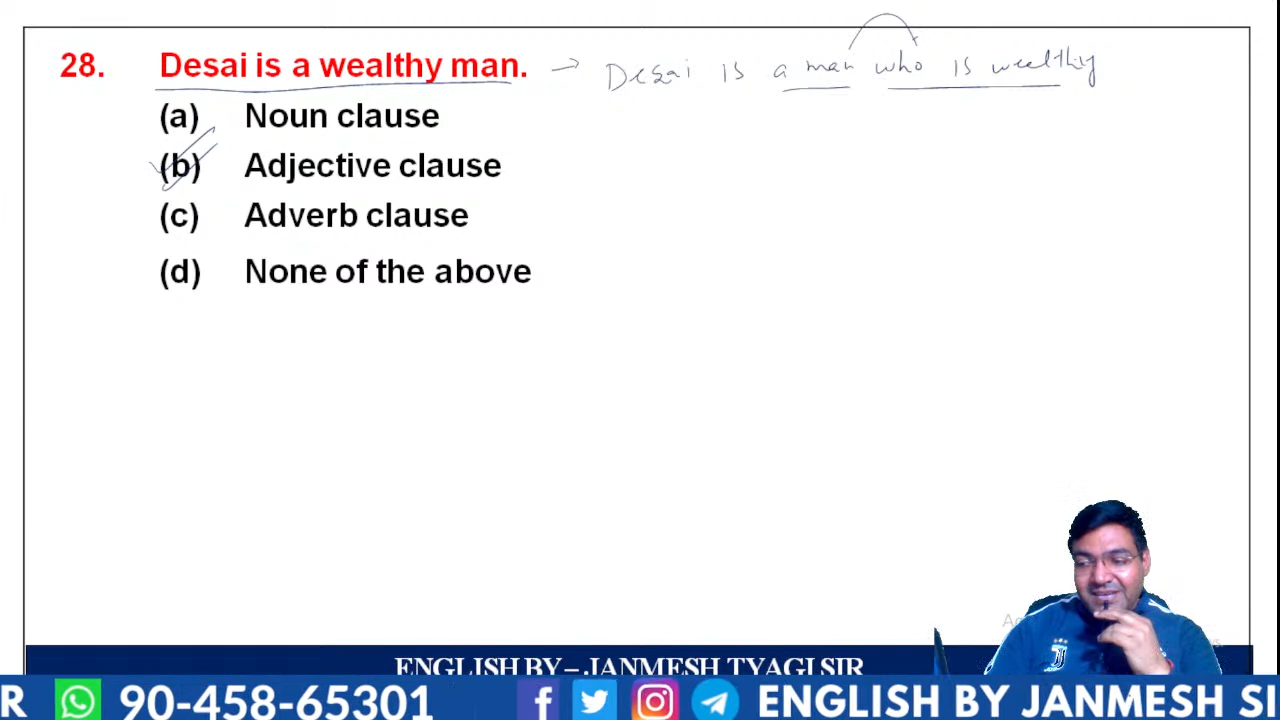 28. Desai is a wealthy man. → Desai is a man who is wealthy
(a) Noun clause
(b) Adjective clause
(c) Adverb clause
(d) None of the above
ENGLISH BY – JANMESH TYAGI SIR
R 90-458-65301 ENGLISH BY JANMESH SI